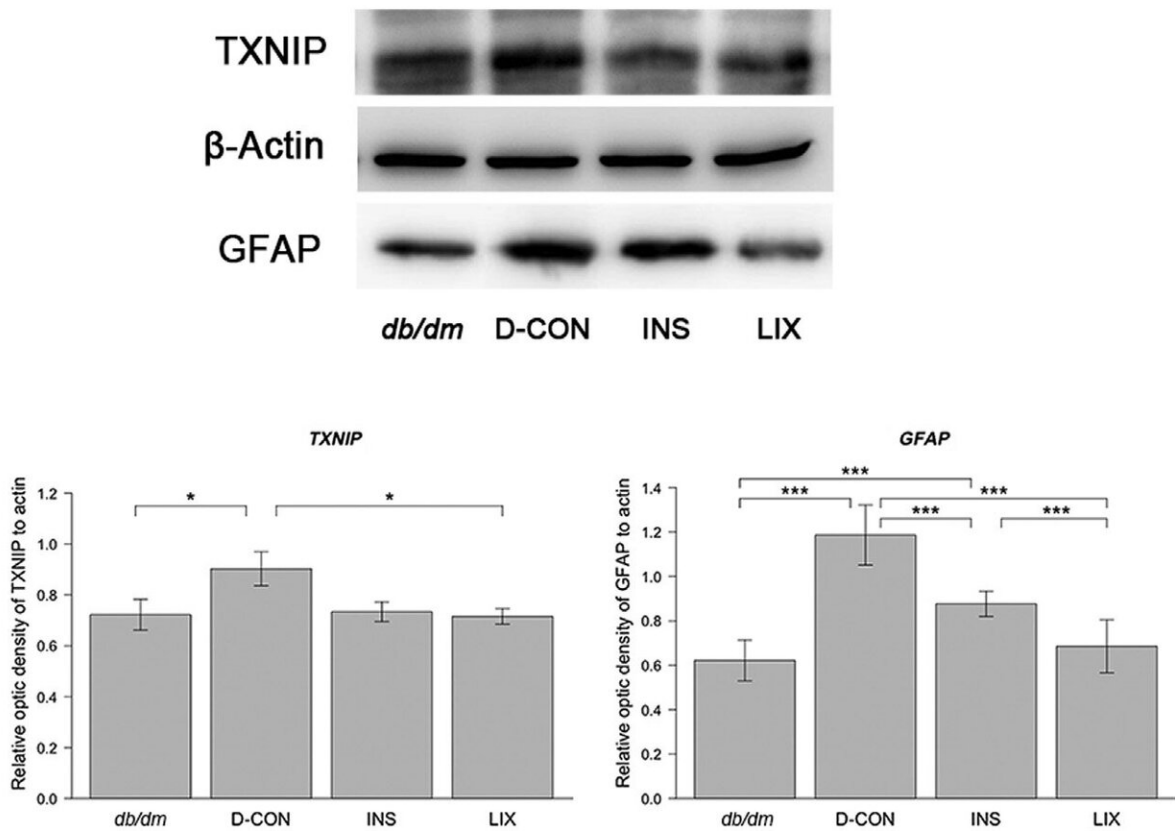 TXNIP
β-Actin
GFAP
db/dm D-CON INS LIX
TXNIP
Relative optic density of TXNIP to actin
1.2
1.0
0.8
0.6
0.4
0.2
0.0
* *
db/dm D-CON INS LIX
GFAP
Relative optic density of GFAP to actin
1.4
1.2
1.0
0.8
0.6
0.4
0.2
0.0
***
*** ***
*** ***
db/dm D-CON INS LIX